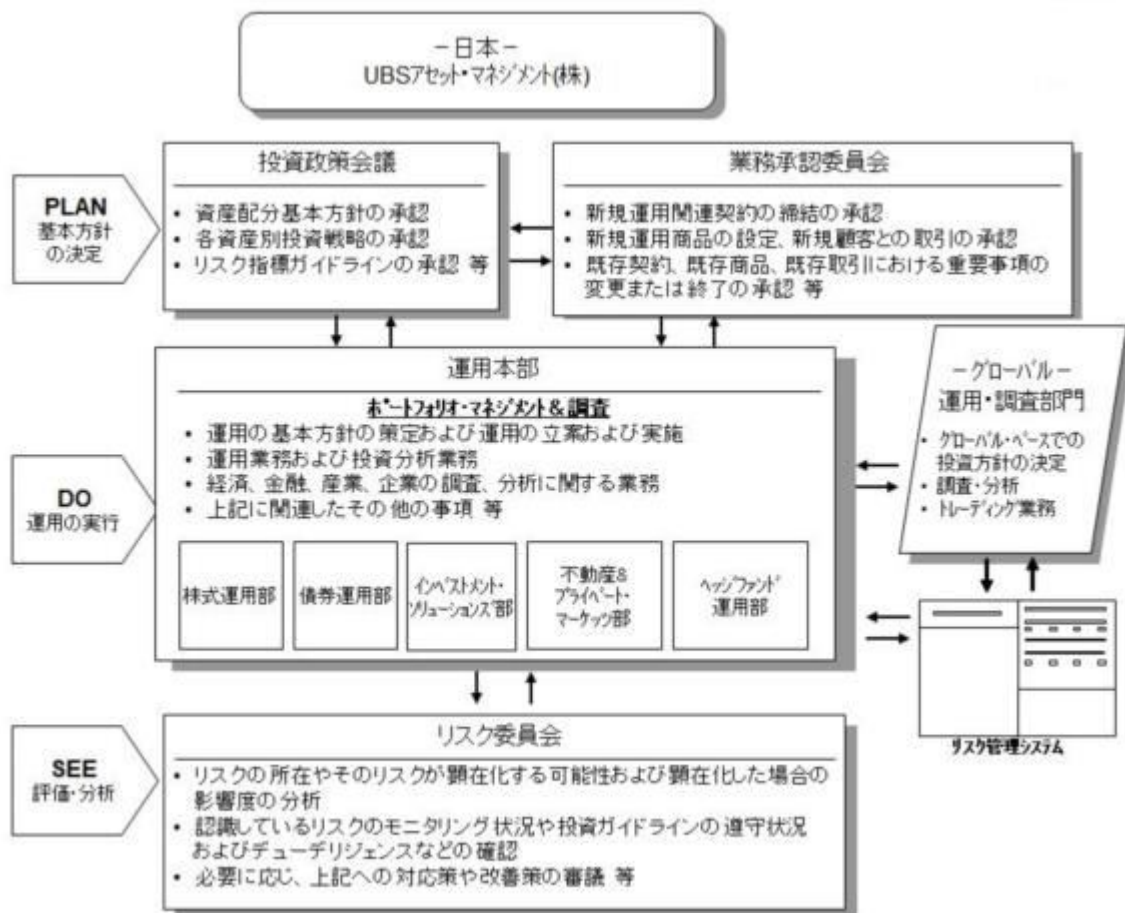 －日本－
UBSアセット・マネジメント(株)
PLAN
基本方針
の決定
投資政策会議
• 資産配分基本方針の承認
• 各資産別投資戦略の承認
• リスク指標ガイドラインの承認 等
業務承認委員会
• 新規運用関連契約の締結の承認
• 新規運用商品の設定、新規顧客との取引の承認
• 既存契約、既存商品、既存取引における重要事項の
変更または終了の承認 等
DO
運用の実行
運用本部
ポートフォリオ・マネジメント＆調査
• 運用の基本方針の策定および運用の立案および実施
• 運用業務および投資分析業務
• 経済、金融、産業、企業の調査、分析に関する業務
• 上記に関連したその他の事項 等
株式運用部
債券運用部
インベストメント・
ソリューションズ部
不動産&
プライベート・
マーケッツ部
ヘッジファンド
運用部
－グローバル－
運用・調査部門
• グローバル・ベースでの
投資方針の決定
• 調査・分析
• トレーディング業務
リスク管理システム
SEE
評価・分析
リスク委員会
• リスクの所在やそのリスクが顕在化する可能性および顕在化した場合の
影響度の分析
• 認識しているリスクのモニタリング状況や投資ガイドラインの遵守状況
およびデューデリジェンスなどの確認
• 必要に応じ、上記への対応策や改善策の審議 等